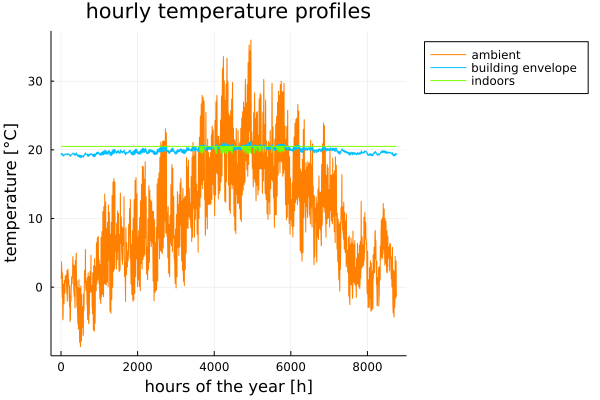 hourly temperature profiles
ambient
building envelope
indoors
temperature [°C]
30
20
10
0
0
2000
4000
6000
8000
hours of the year [h]